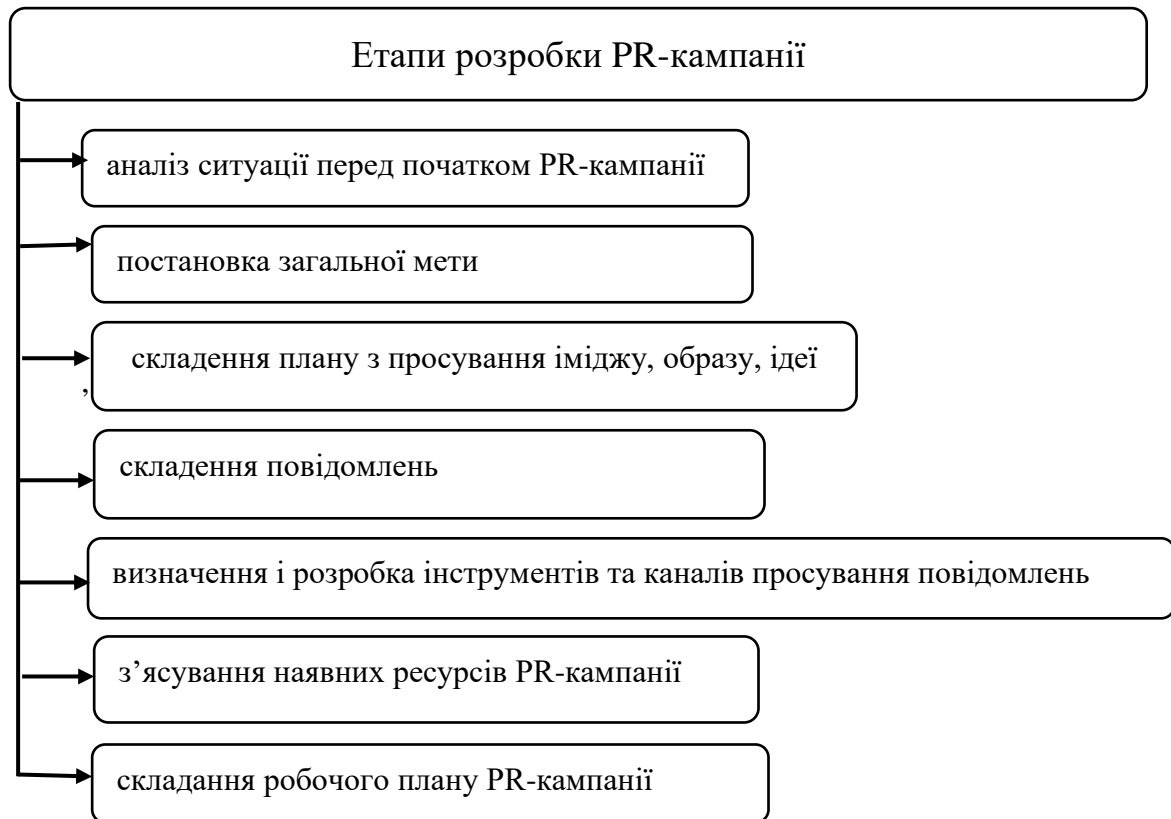 Етапи розробки PR-кампанії
аналіз ситуації перед початком PR-кампанії
постановка загальної мети
складення плану з просування іміджу, образу, ідеї
,
складення повідомлень
визначення і розробка інструментів та каналів просування повідомлень
з’ясування наявних ресурсів PR-кампанії
складання робочого плану PR-кампанії